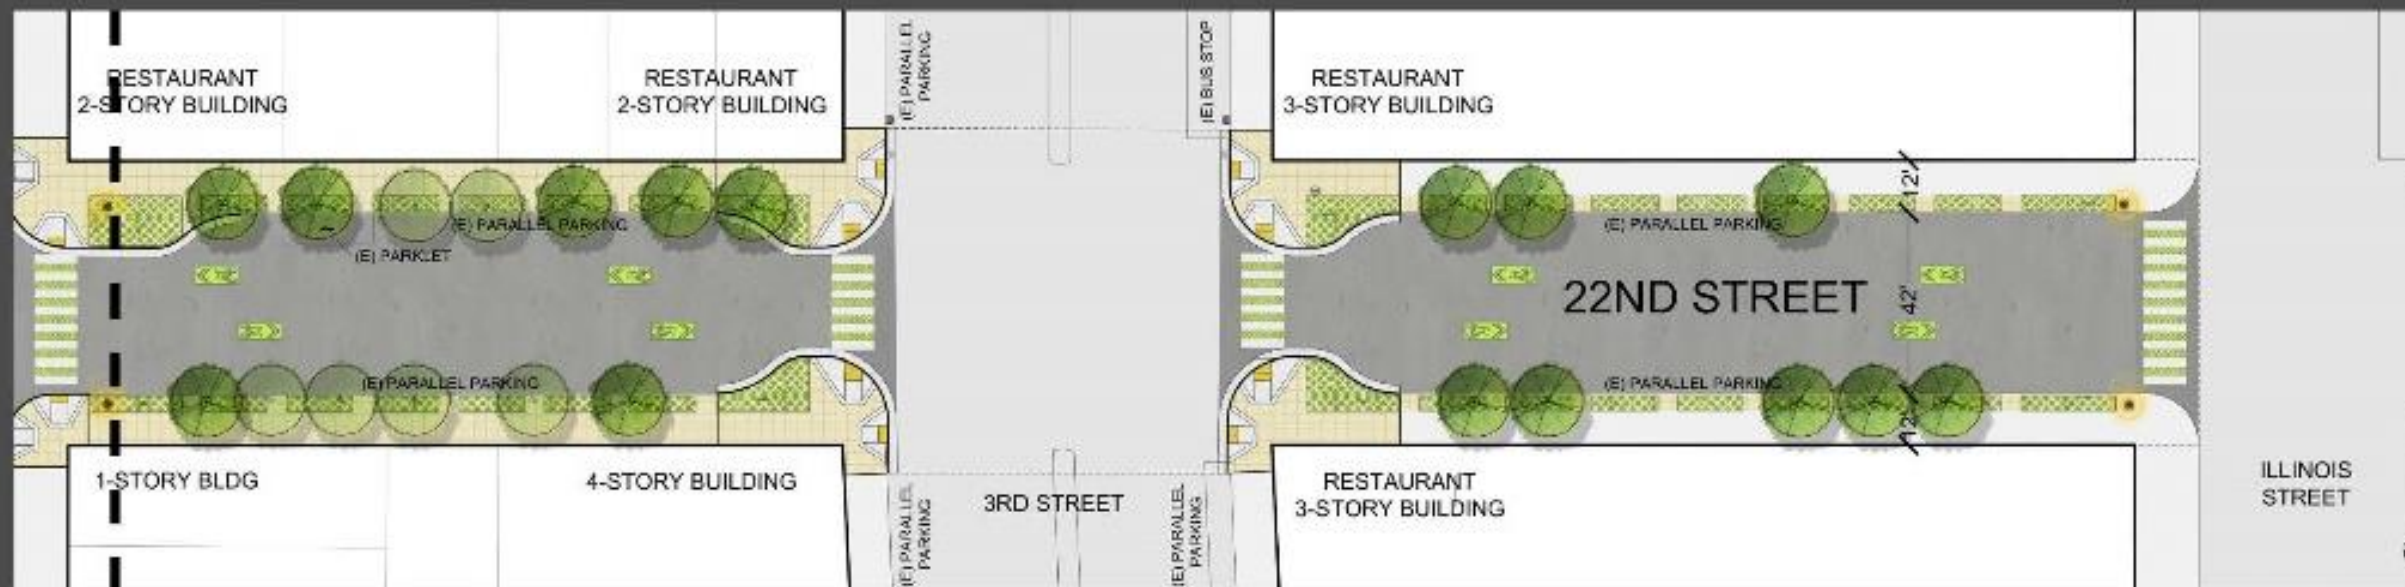 RESTAURANT
2-STORY BUILDING
RESTAURANT
2-STORY BUILDING
(E) PARALLEL
PARKING
(E) BUS STOP
RESTAURANT
3-STORY BUILDING
12'
(E) PARALLEL PARKING
(E) PARKLET
(E) PARALLEL PARKING
22ND STREET
42'
(E) PARALLEL PARKING
(E) PARALLEL PARKING
12'
1-STORY BLDG
4-STORY BUILDING
(E) PARALLEL
PARKING
3RD STREET
(E) PARALLEL
PARKING
RESTAURANT
3-STORY BUILDING
ILLINOIS
STREET